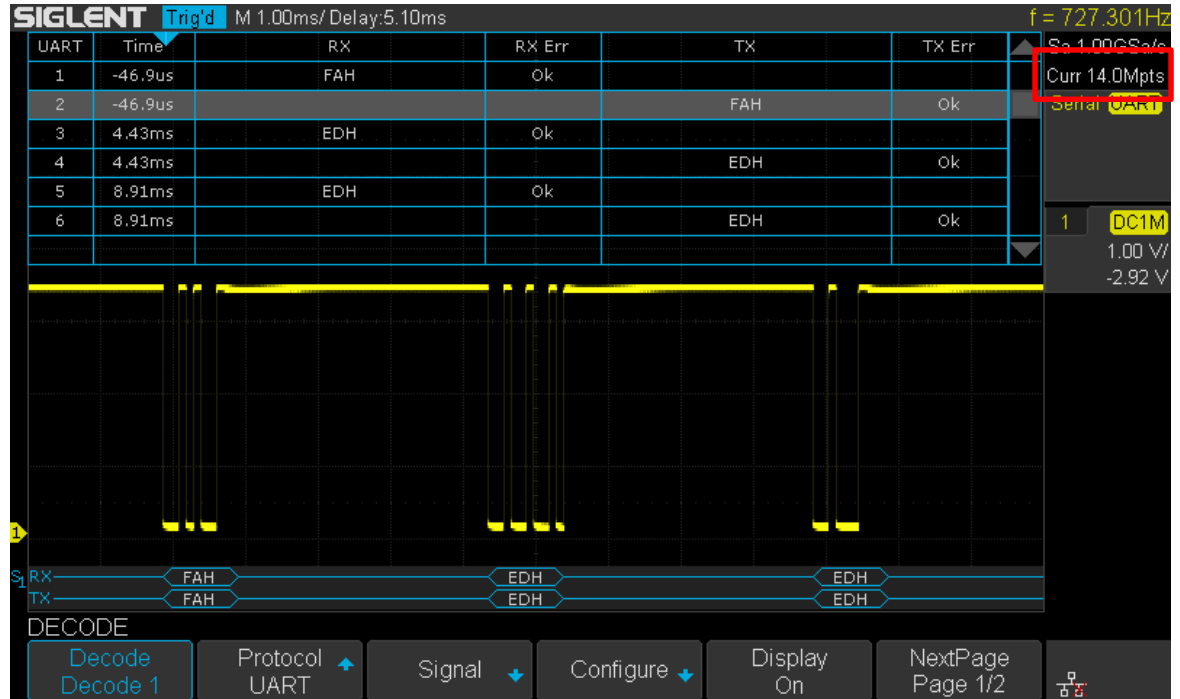 SIGLENT Trig'd M 1.00ms/ Delay:5.10ms f = 727.301Hz
UART Time RX RX Err TX TX Err Sa 1.00GSa/s
1 -46.9us FAH Ok Curr 14.0Mpts
2 -46.9us FAH Ok Serial UART
3 4.43ms EDH Ok
4 4.43ms EDH Ok
5 8.91ms EDH Ok
6 8.91ms EDH Ok 1 DC1M
1.00 V/
-2.92 V
1
S1 RX FAH EDH EDH
TX FAH EDH EDH
DECODE
Decode Protocol Signal Configure Display NextPage
Decode 1 UART On Page 1/2